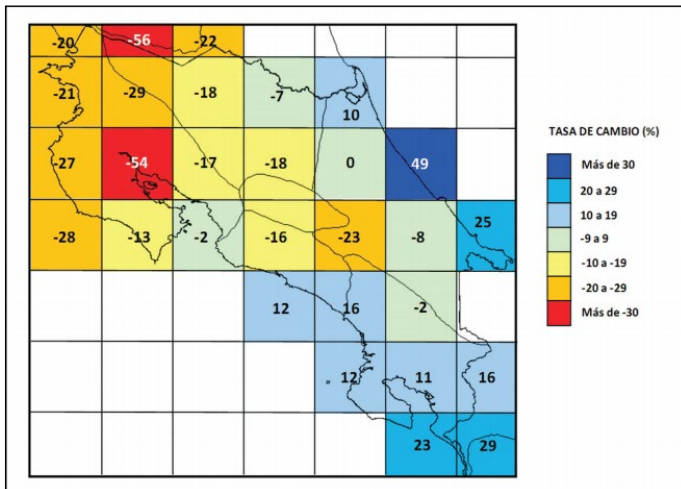 -20 -56 -22
-21 -29 -18 -7 10
-27 -54 -17 -18 0 49
-28 -13 -2 -16 -23 -8 25
12 16 -2
12 11 16
23 29
TASA DE CAMBIO (%)
Más de 30
20 a 29
10 a 19
-9 a 9
-10 a -19
-20 a -29
Más de -30